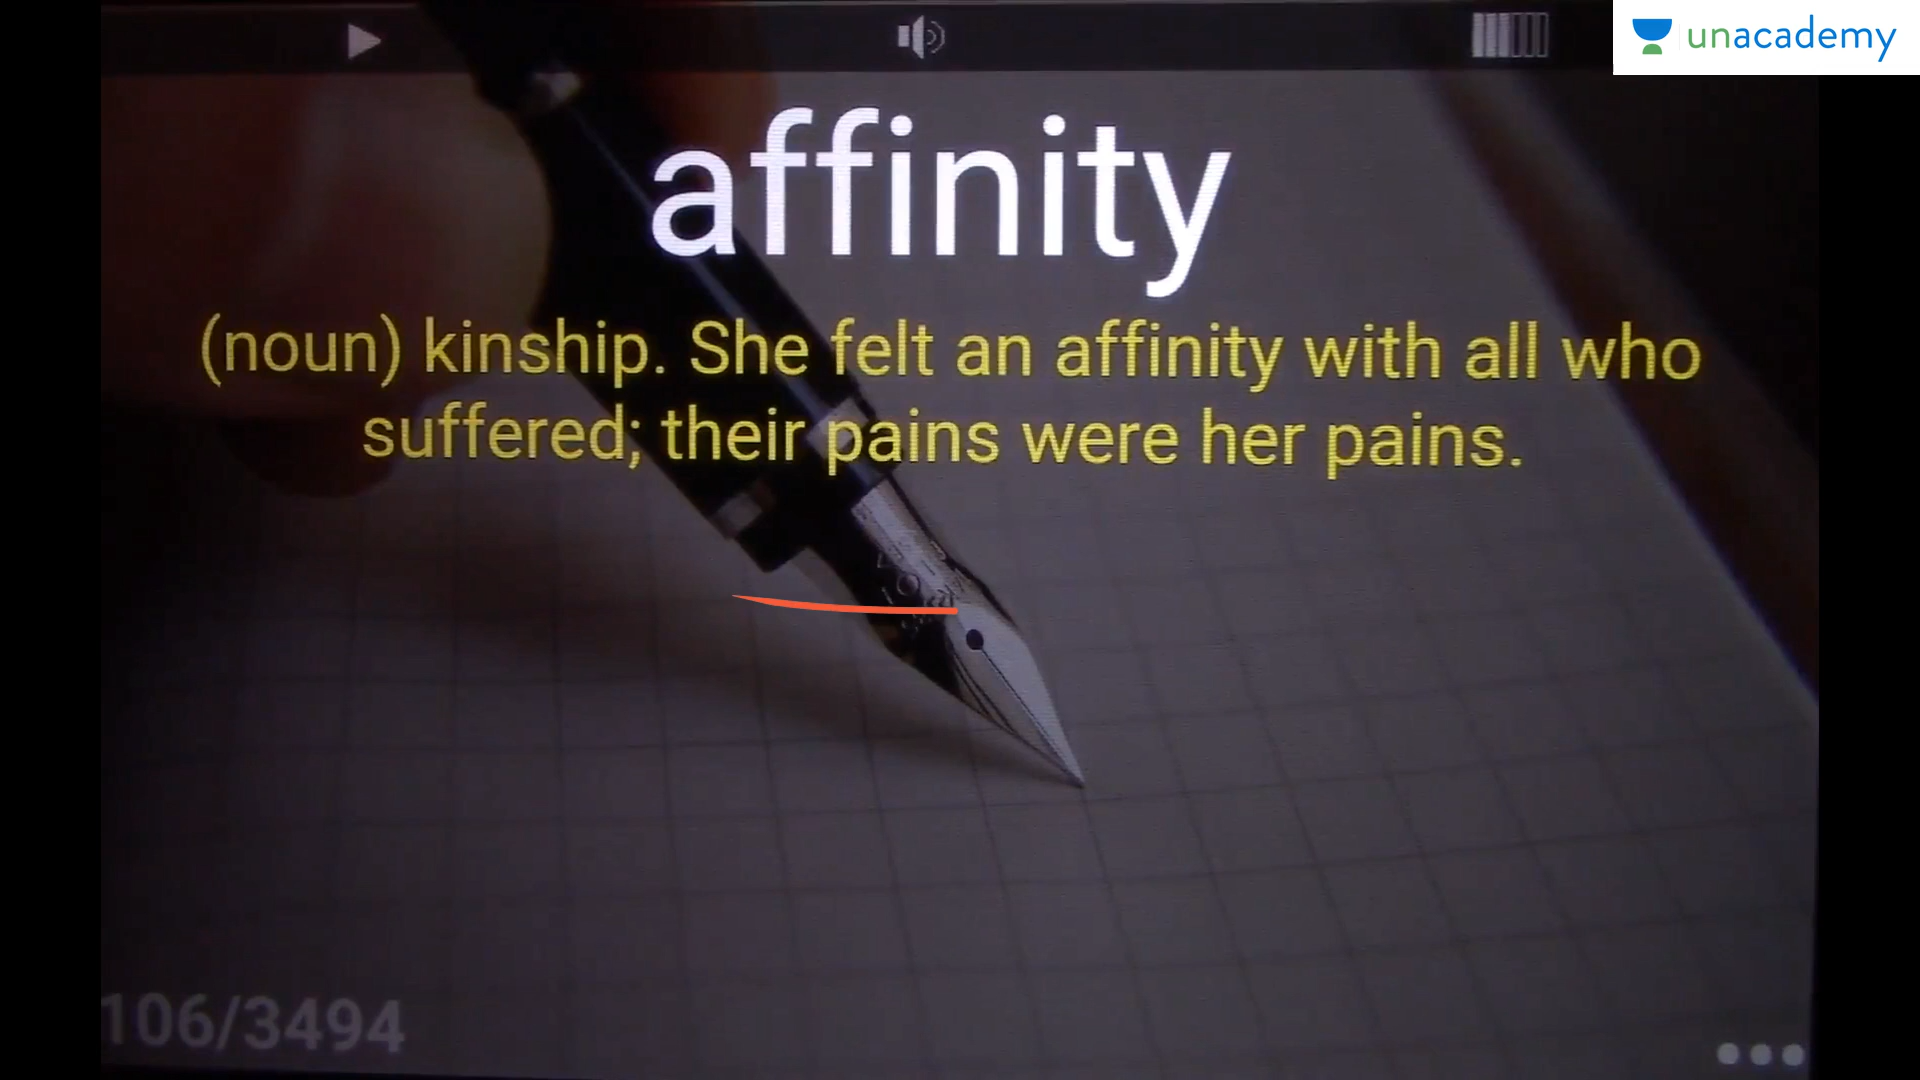 unacademy
affinity
(noun) kinship. She felt an affinity with all who
suffered; their pains were her pains.
106/3494